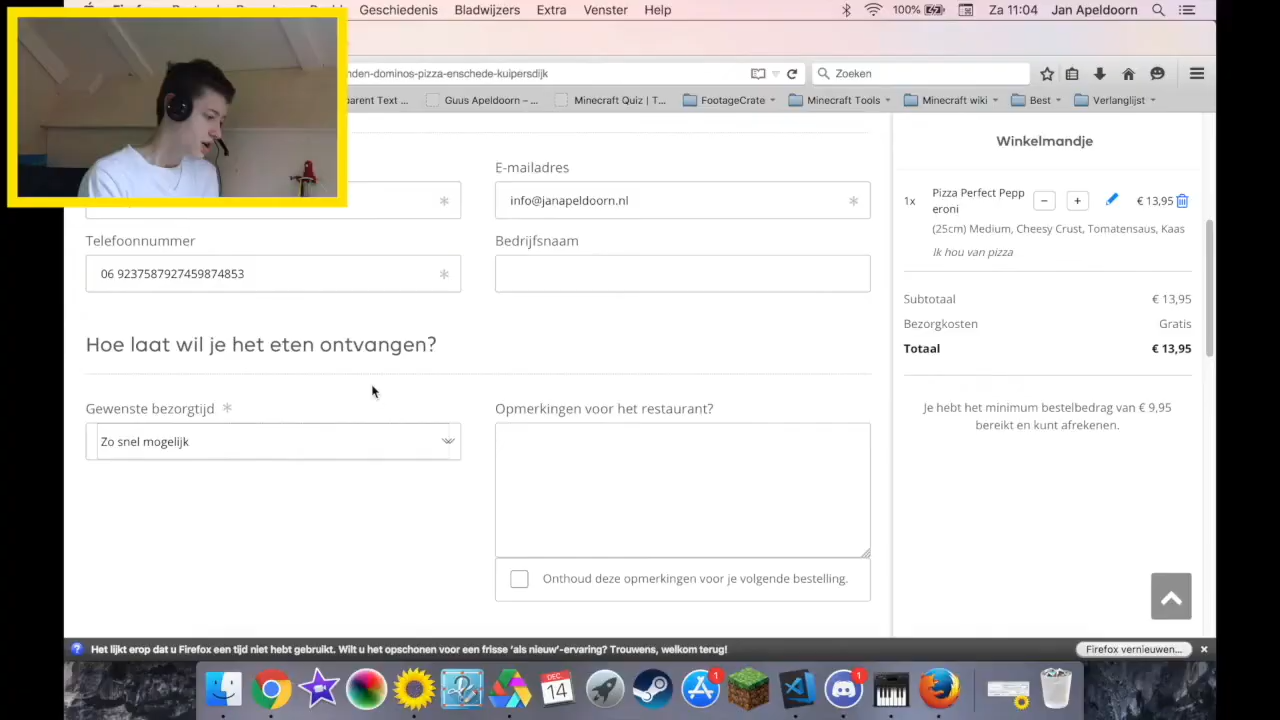 Geschiedenis Bladwijzers Extra Venster Help 100% Za 11:04 Jan Apeldoorn
nden-dominos-pizza-enschede-kuipersdijk Zoeken
arent Text ... Guus Apeldoorn – ... Minecraft Quiz | T... FootageCrate Minecraft Tools Minecraft wiki Best Verlanglijst
Winkelmandje
E-mailadres
info@janapeldoorn.nl
1x Pizza Perfect Pepp
eroni
− + € 13,95
(25cm) Medium, Cheesy Crust, Tomatensaus, Kaas
Ik hou van pizza
Telefoonnummer Bedrijfsnaam
06 9237587927459874853
Subtotaal € 13,95
Bezorgkosten Gratis
Totaal € 13,95
Hoe laat wil je het eten ontvangen?
Je hebt het minimum bestelbedrag van € 9,95
bereikt en kunt afrekenen.
Gewenste bezorgtijd * Opmerkingen voor het restaurant?
Zo snel mogelijk
Onthoud deze opmerkingen voor je volgende bestelling.
Het lijkt erop dat u Firefox een tijd niet hebt gebruikt. Wilt u het opschonen voor een frisse ‘als nieuw’-ervaring? Trouwens, welkom terug! Firefox vernieuwen...
DEC.
14
1
1